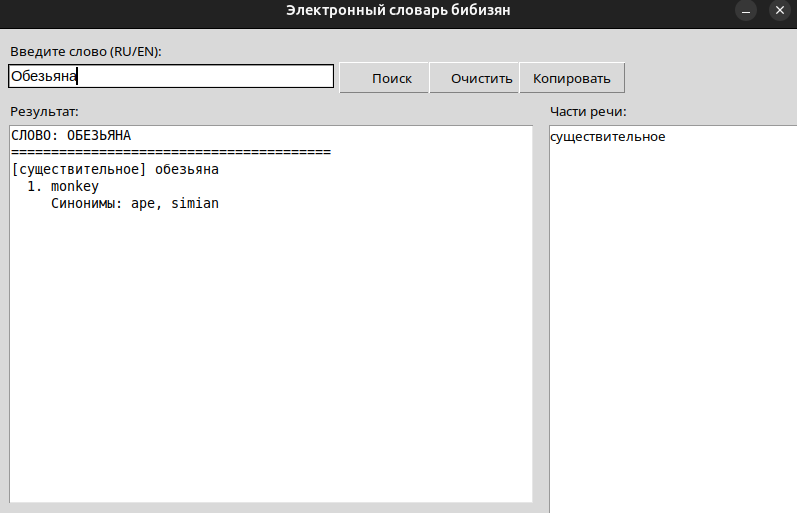 Электронный словарь бибизян
Введите слово (RU/EN):
Обезьяна
Поиск
Очистить
Копировать
Результат:
Части речи:
СЛОВО: ОБЕЗЬЯНА
========================================
[существительное] обезьяна
1. monkey
Синонимы: ape, simian
существительное